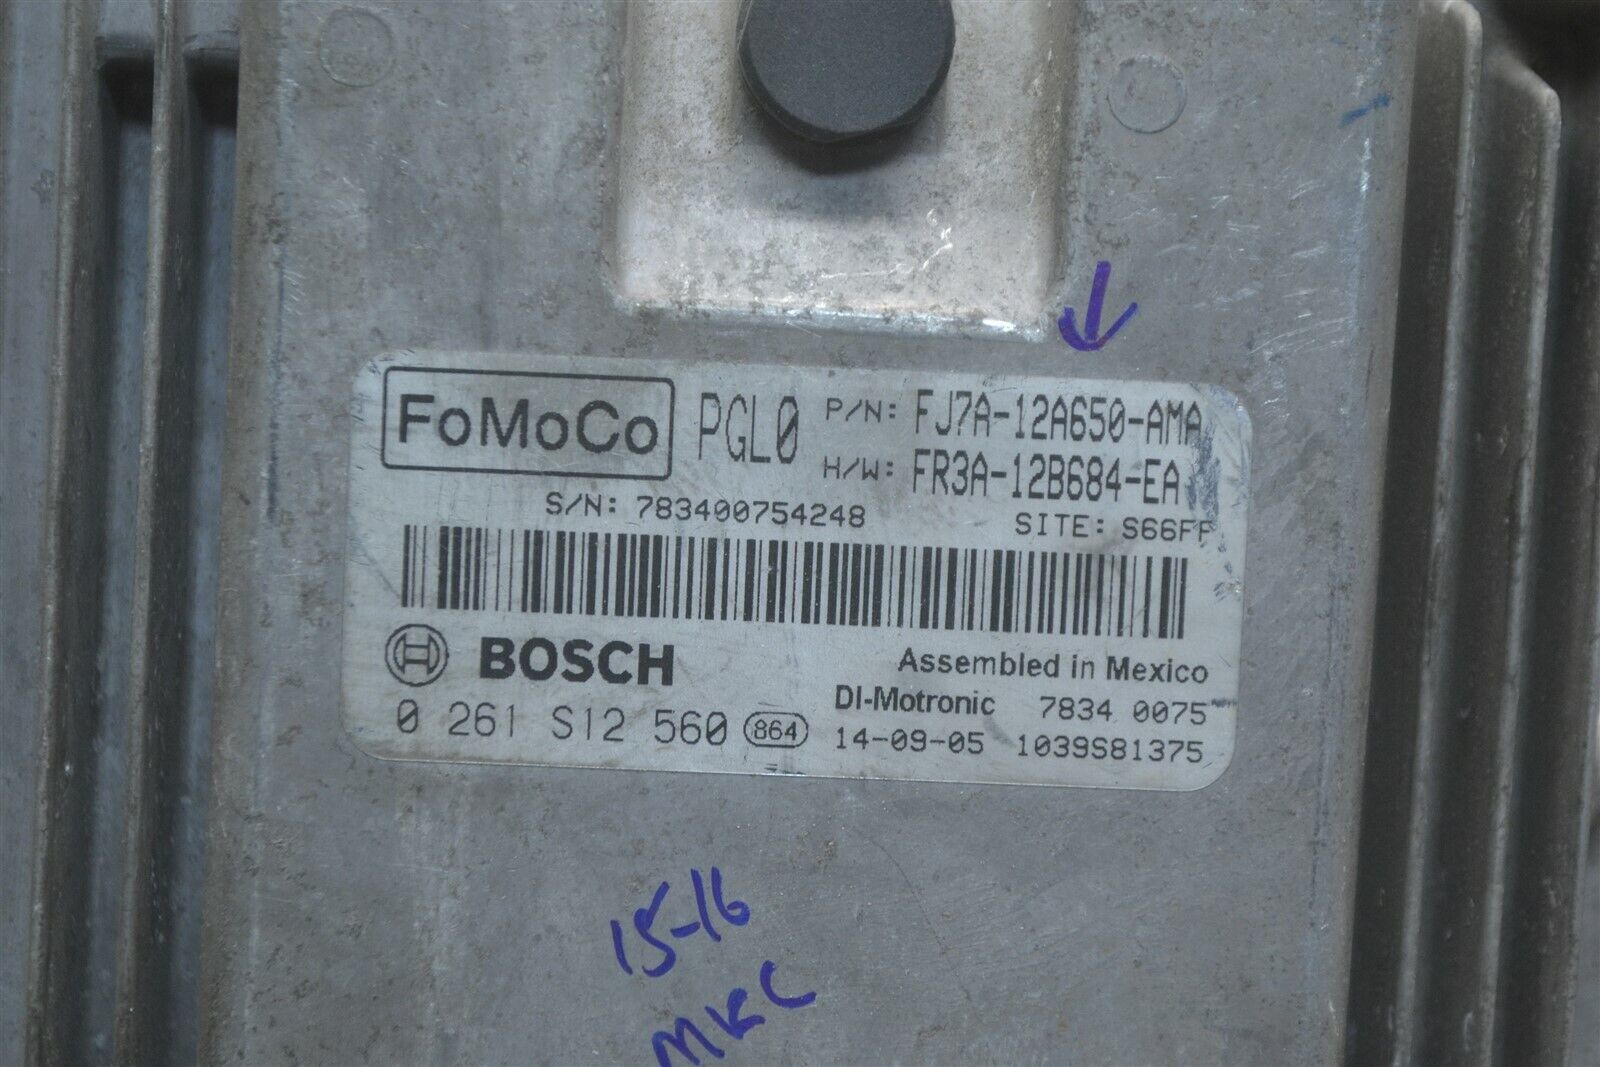 FoMoCo PGL0 P/N: FJ7A-12A650-AMA
H/W: FR3A-12B684-EA
S/N: 783400754248 SITE: S66FF
BOSCH Assembled in Mexico
DI-Motronic 7834 0075
0 261 S12 560 864 14-09-05 1039S81375
15-16
MKC